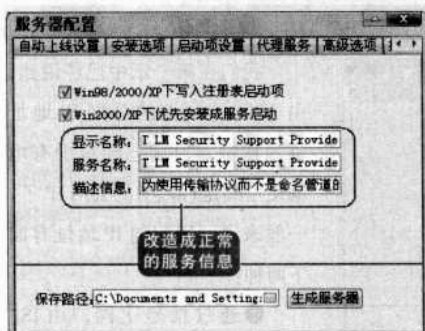 服务器配置
自动上线设置 安装选项 启动项设置 代理服务 高级选项
Win98/2000/XP下写入注册表启动项
Win2000/XP下优先安装成服务启动
显示名称: T LM Security Support Provide
服务名称: T LM Security Support Provide
描述信息: 为使用传输协议而不是命名管道的
改造成正常
的服务信息
保存路径: C:\Documents and Setting: 生成服务器